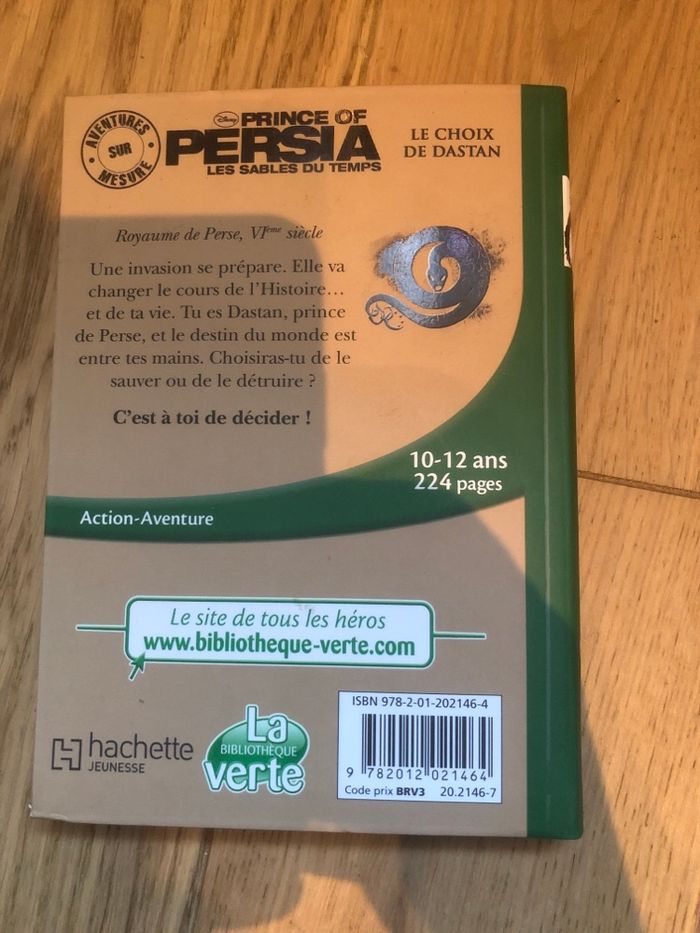 AVENTURES
SUR
MESURE
Disney
PRINCE OF
PERSIA
LES SABLES DU TEMPS
LE CHOIX
DE DASTAN
Royaume de Perse, VIème siècle
Une invasion se prépare. Elle va
changer le cours de l’Histoire…
et de ta vie. Tu es Dastan, prince
de Perse, et le destin du monde est
entre tes mains. Choisiras-tu de le
sauver ou de le détruire ?
C’est à toi de décider !
10-12 ans
224 pages
Action-Aventure
Le site de tous les héros
www.bibliotheque-verte.com
hachette
JEUNESSE
La
BIBLIOTHÈQUE
verte
ISBN 978-2-01-202146-4
9 782012 021464
Code prix BRV3 20.2146-7